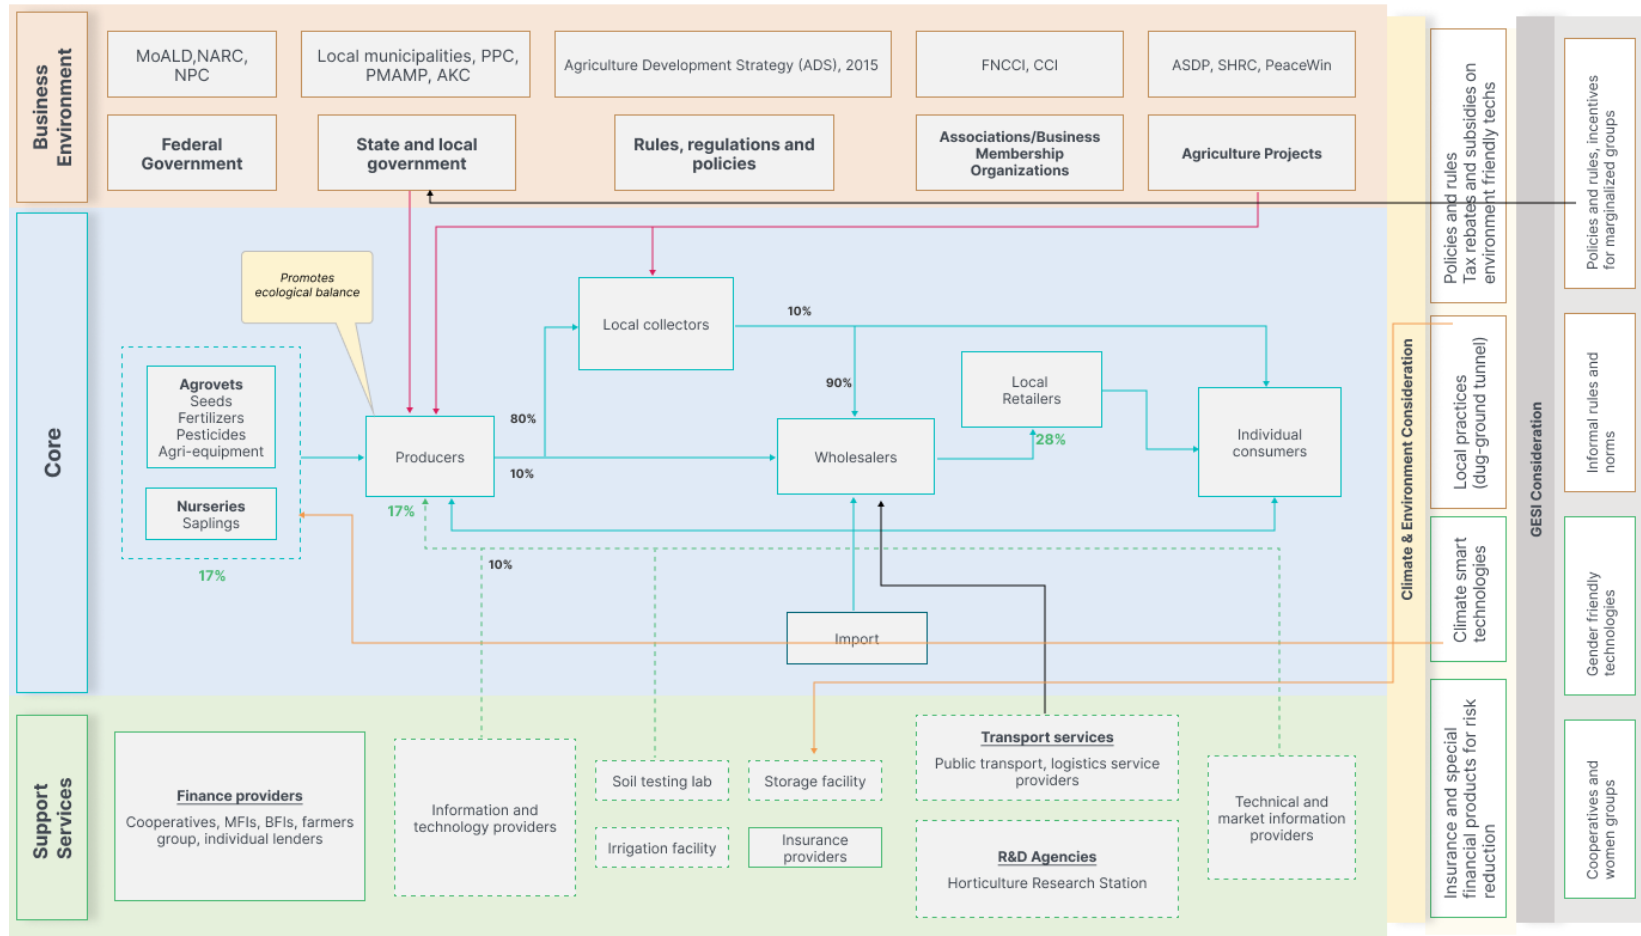 Business
Environment
MoALD,NARC,
NPC
Local municipalities, PPC,
PMAMP, AKC
Agriculture Development Strategy (ADS), 2015
FNCCI, CCI
ASDP, SHRC, PeaceWin
Federal
Government
State and local
government
Rules, regulations and
policies
Associations/Business
Membership
Organizations
Agriculture Projects
Core
Promotes
ecological balance
Agrovets
Seeds
Fertilizers
Pesticides
Agri-equipment
Nurseries
Saplings
17%
Producers
17%
80%
10%
Local collectors
10%
90%
Wholesalers
Local
Retailers
28%
Individual
consumers
10%
Import
Support
Services
Finance providers
Cooperatives, MFIs, BFIs, farmers
group, individual lenders
Information and
technology providers
Soil testing lab
Irrigation facility
Storage facility
Insurance
providers
Transport services
Public transport, logistics service
providers
R&D Agencies
Horticulture Research Station
Technical and
market information
providers
Climate & Environment Consideration
Policies and rules
Tax rebates and subsidies on
environment friendly techs
Local practices
(dug-ground tunnel)
Climate smart
technologies
Insurance and special
financial products for risk
reduction
GESI Consideration
Policies and rules, incentives
for marginalized groups
Informal rules and
norms
Gender friendly
technologies
Cooperatives and
women groups